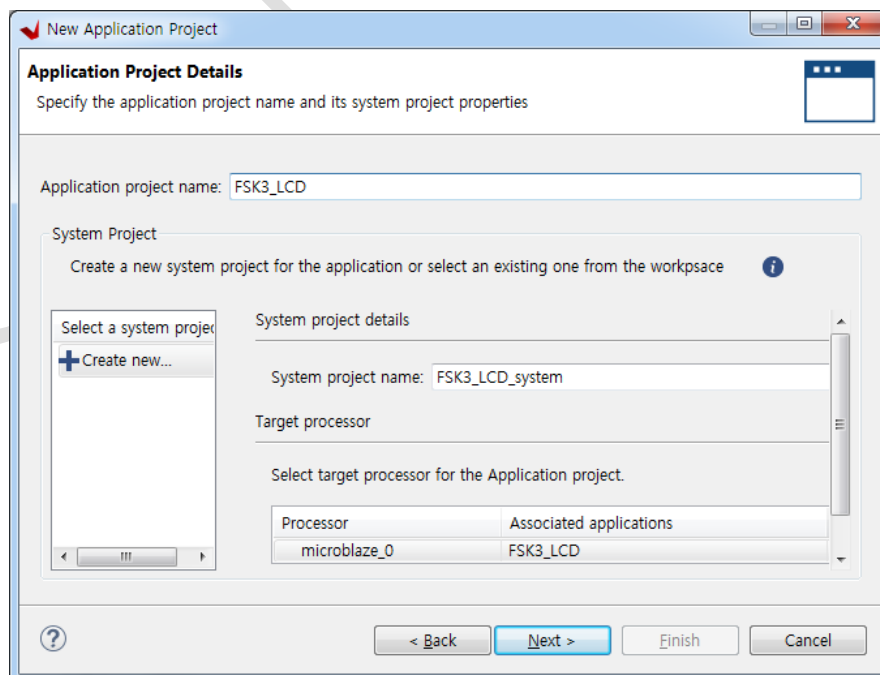 New Application Project
Application Project Details
Specify the application project name and its system project properties
Application project name: FSK3_LCD
System Project
Create a new system project for the application or select an existing one from the workpsace
Select a system projec
Create new...
System project details
System project name: FSK3_LCD_system
Target processor
Select target processor for the Application project.
Processor Associated applications
microblaze_0 FSK3_LCD
< Back Next > Finish Cancel